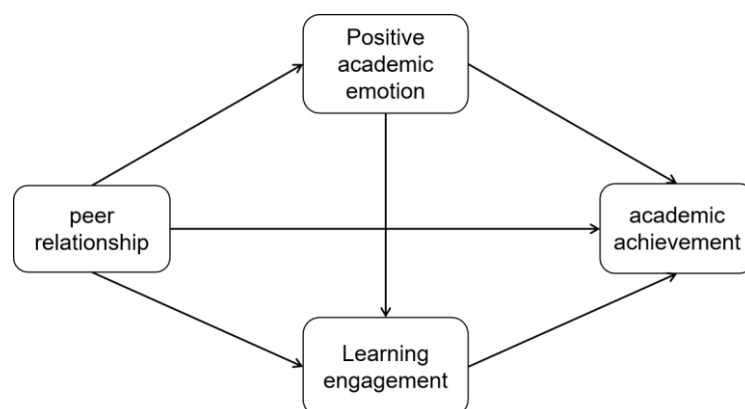 Positive
academic
emotion
peer
relationship
academic
achievement
Learning
engagement